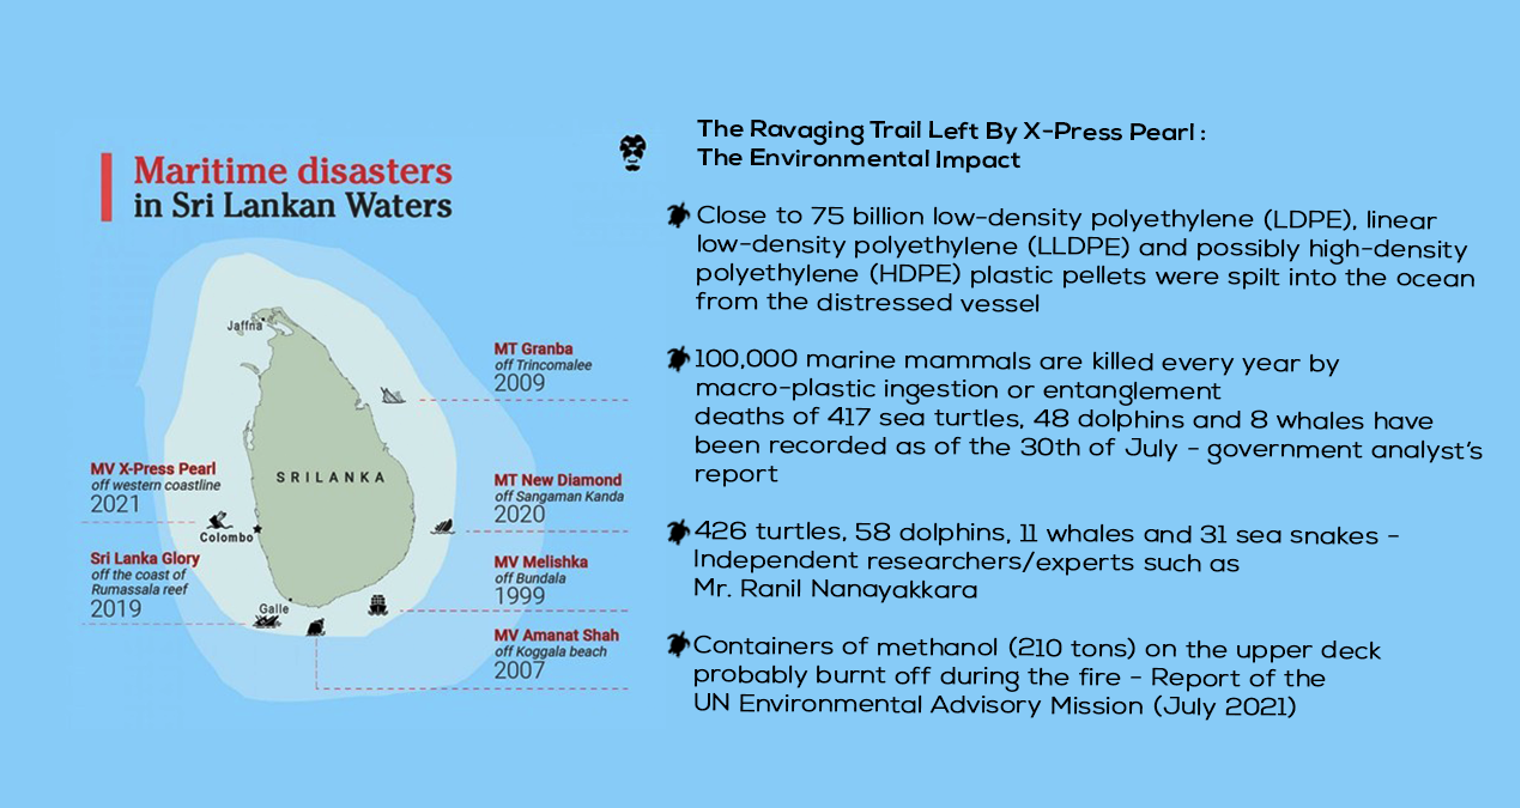 Maritime disasters
in Sri Lankan Waters
Jaffna
SRILANKA
Colombo
Galle
MT Granba
off Trincomalee
2009
MV X-Press Pearl
off western coastline
2021
MT New Diamond
off Sangaman Kanda
2020
Sri Lanka Glory
off the coast of
Rumassala reef
2019
MV Melishka
off Bundala
1999
MV Amanat Shah
off Koggala beach
2007
The Ravaging Trail Left By X-Press Pearl :
The Environmental Impact
Close to 75 billion low-density polyethylene (LDPE), linear
low-density polyethylene (LLDPE) and possibly high-density
polyethylene (HDPE) plastic pellets were spilt into the ocean
from the distressed vessel
100,000 marine mammals are killed every year by
macro-plastic ingestion or entanglement
deaths of 417 sea turtles, 48 dolphins and 8 whales have
been recorded as of the 30th of July - government analyst's
report
426 turtles, 58 dolphins, 11 whales and 31 sea snakes -
Independent researchers/experts such as
Mr. Ranil Nanayakkara
Containers of methanol (210 tons) on the upper deck
probably burnt off during the fire - Report of the
UN Environmental Advisory Mission (July 2021)